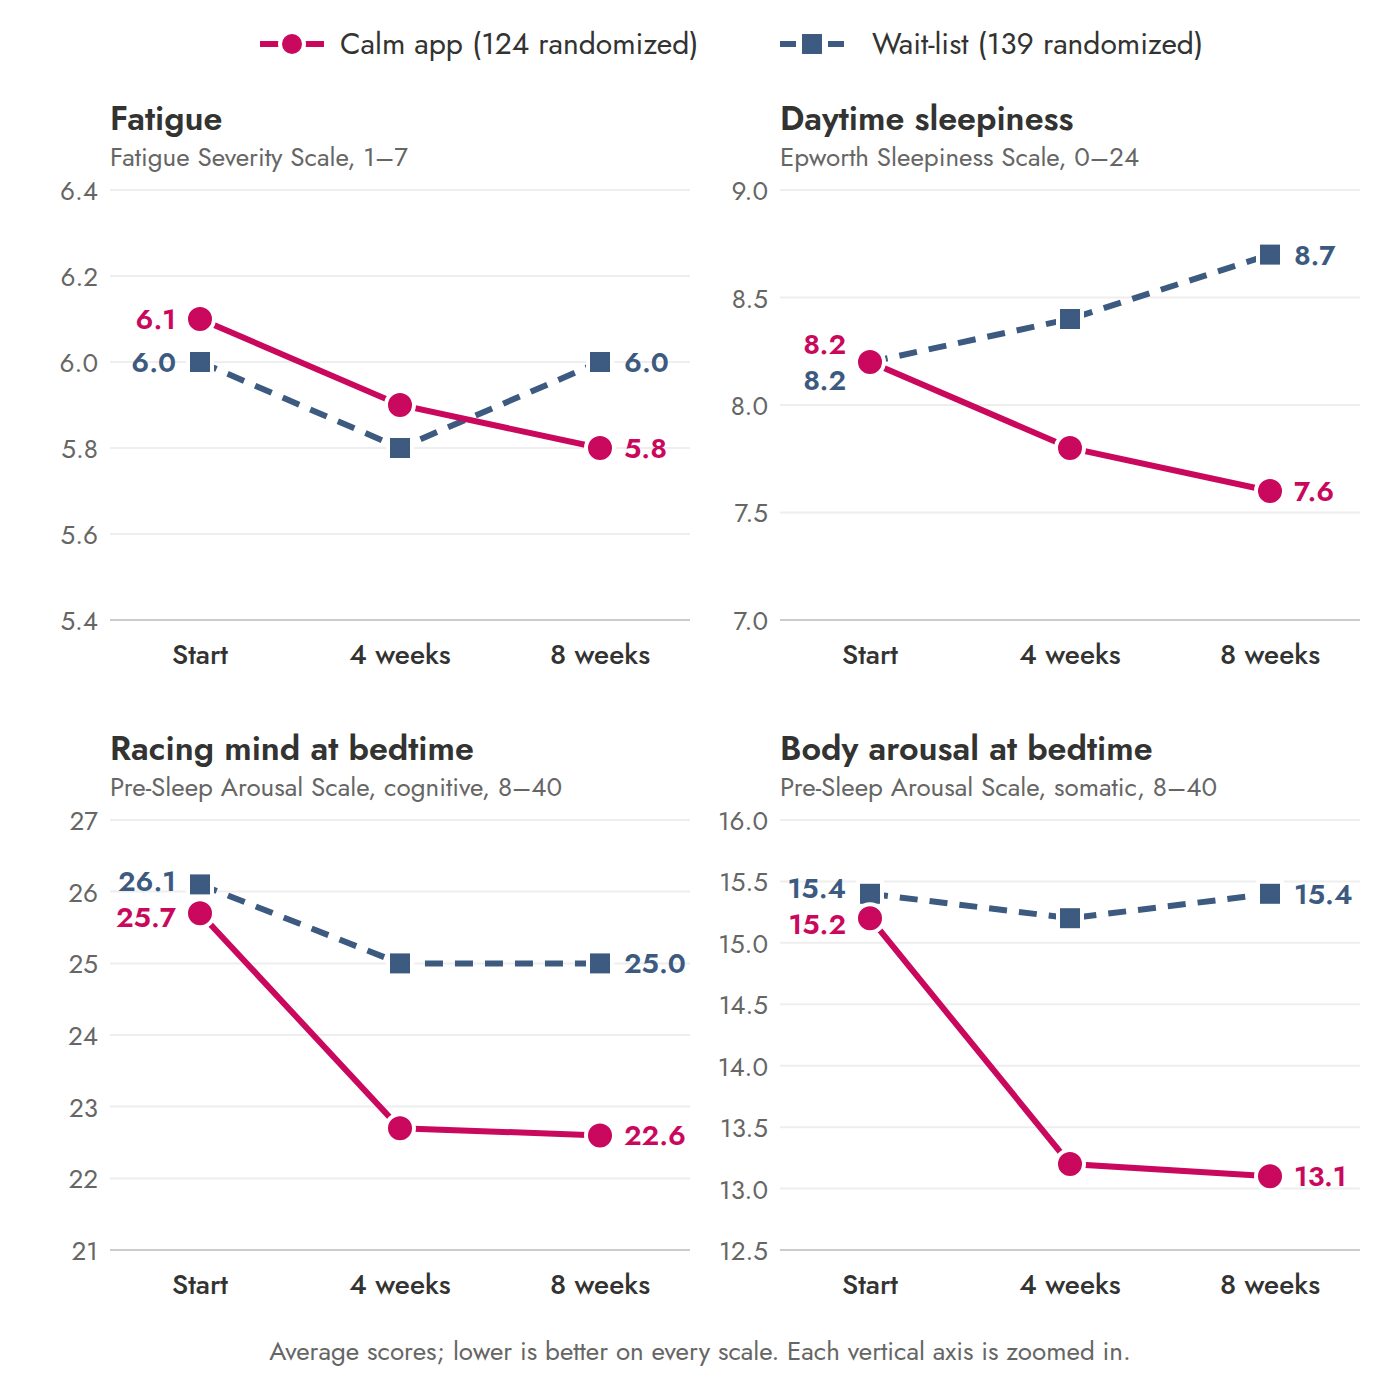 Calm app (124 randomized)
Wait-list (139 randomized)
Fatigue
Fatigue Severity Scale, 1–7
6.4
6.2
6.0
5.8
5.6
5.4
6.1
6.0
6.0
5.8
Start
4 weeks
8 weeks
Daytime sleepiness
Epworth Sleepiness Scale, 0–24
9.0
8.5
8.0
7.5
7.0
8.2
8.2
8.7
7.6
Start
4 weeks
8 weeks
Racing mind at bedtime
Pre-Sleep Arousal Scale, cognitive, 8–40
27
26
25
24
23
22
21
26.1
25.7
25.0
22.6
Start
4 weeks
8 weeks
Body arousal at bedtime
Pre-Sleep Arousal Scale, somatic, 8–40
16.0
15.5
15.0
14.5
14.0
13.5
13.0
12.5
15.4
15.2
15.4
13.1
Start
4 weeks
8 weeks
Average scores; lower is better on every scale. Each vertical axis is zoomed in.